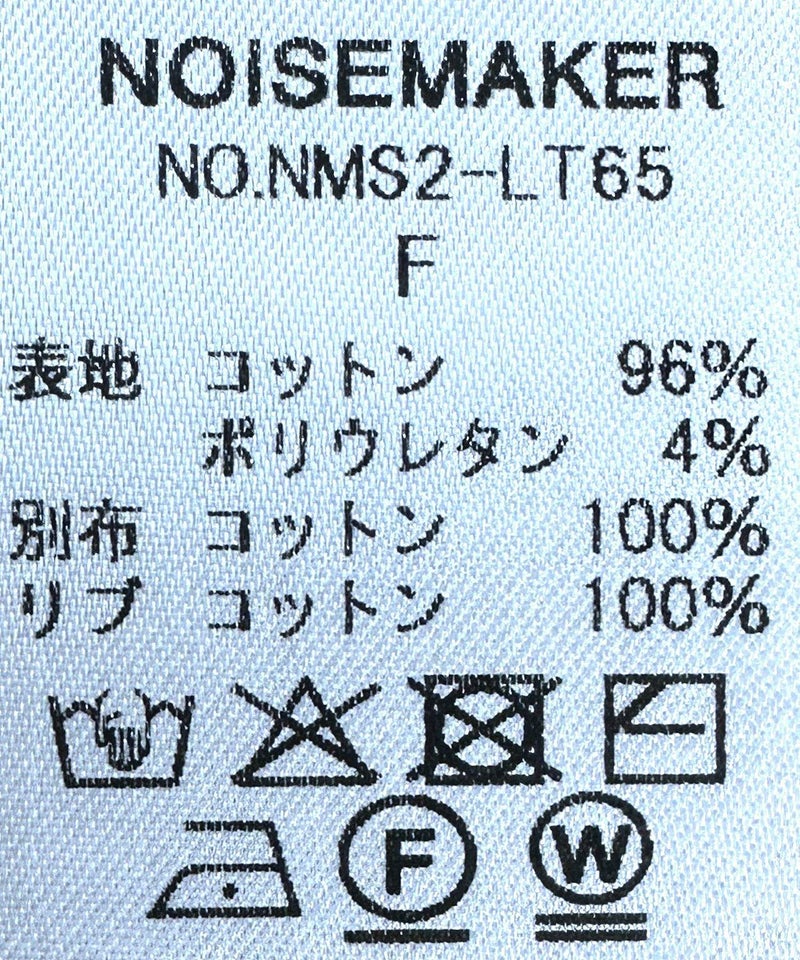 NOISEMAKER
NO.NMS2-LT65
F
表地 コットン 96%
ポリウレタン 4%
別布 コットン 100%
リブ コットン 100%
F W